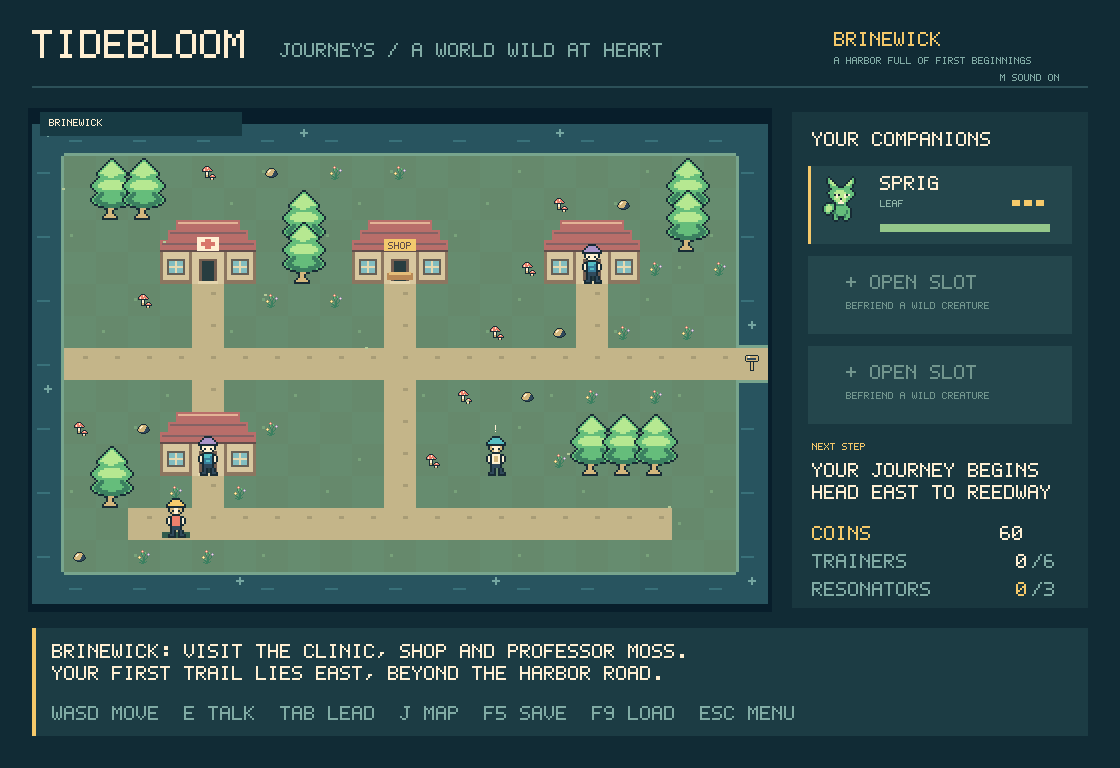 TIDEBLOOM
JOURNEYS / A WORLD WILD AT HEART
BRINEWICK
A HARBOR FULL OF FIRST BEGINNINGS
M SOUND ON
BRINEWICK
SHOP
!
YOUR COMPANIONS
SPRIG
LEAF
+ OPEN SLOT
BEFRIEND A WILD CREATURE
+ OPEN SLOT
BEFRIEND A WILD CREATURE
NEXT STEP
YOUR JOURNEY BEGINS
HEAD EAST TO REEDWAY
COINS 60
TRAINERS 0/6
RESONATORS 0/3
BRINEWICK: VISIT THE CLINIC, SHOP AND PROFESSOR MOSS.
YOUR FIRST TRAIL LIES EAST, BEYOND THE HARBOR ROAD.
WASD MOVE E TALK TAB LEAD J MAP F5 SAVE F9 LOAD ESC MENU